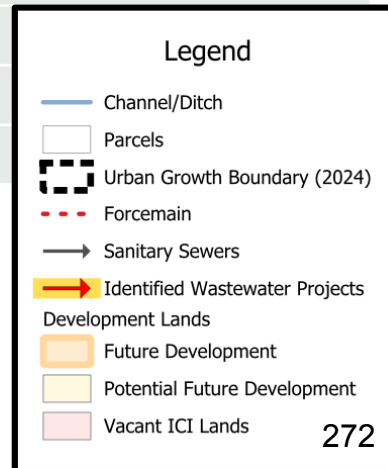 Legend
Channel/Ditch
Parcels
Urban Growth Boundary (2024)
Forcemain
Sanitary Sewers
Identified Wastewater Projects
Development Lands
Future Development
Potential Future Development
Vacant ICI Lands
272